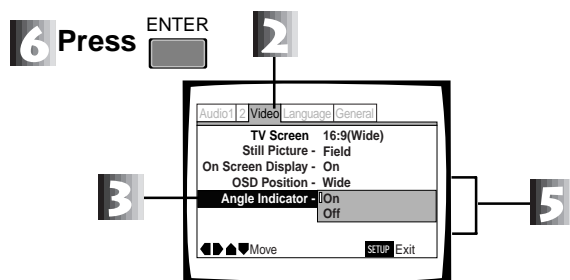 6 Press ENTER
2
Audio1 2 Video Language General
TV Screen 16:9(Wide)
Still Picture - Field
On Screen Display - On
OSD Position - Wide
3 Angle Indicator - On 5
Off
Move SETUP Exit